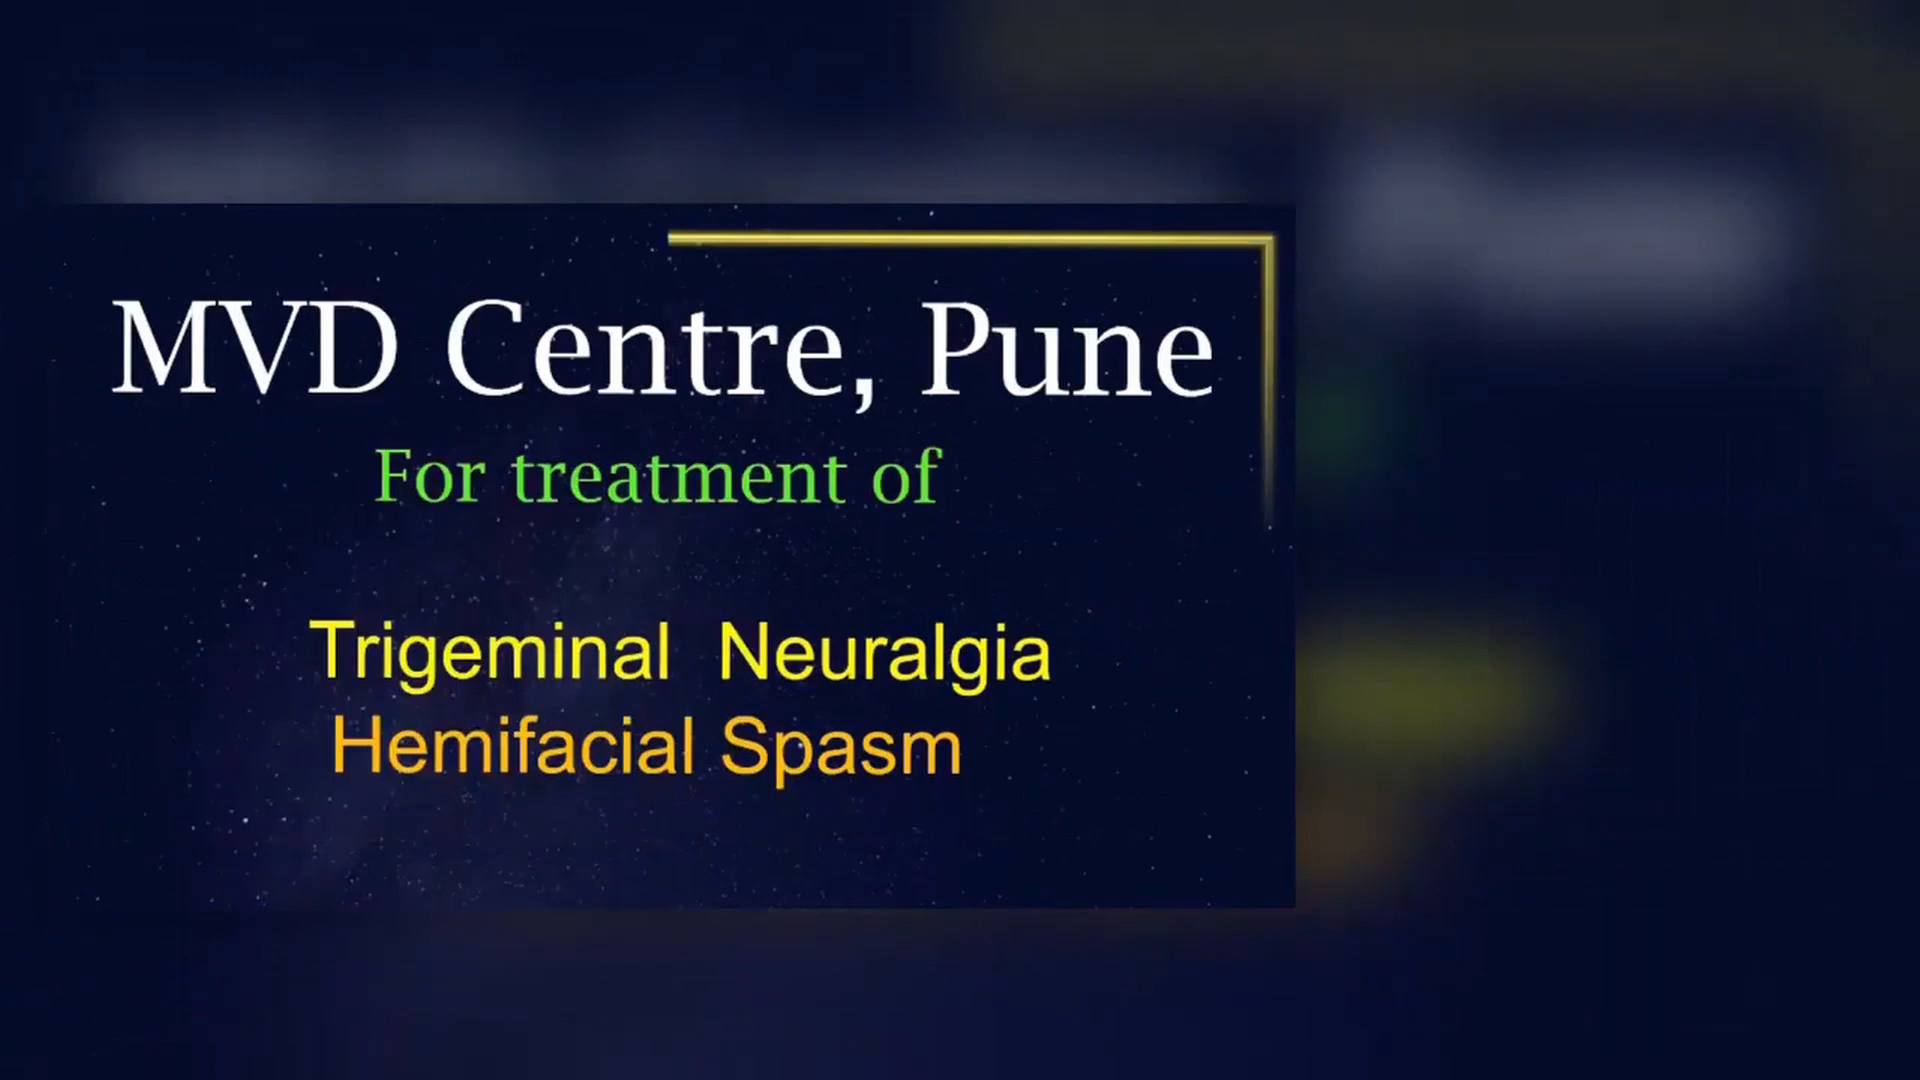 MVD Centre, Pune
For treatment of
Trigeminal Neuralgia
Hemifacial Spasm